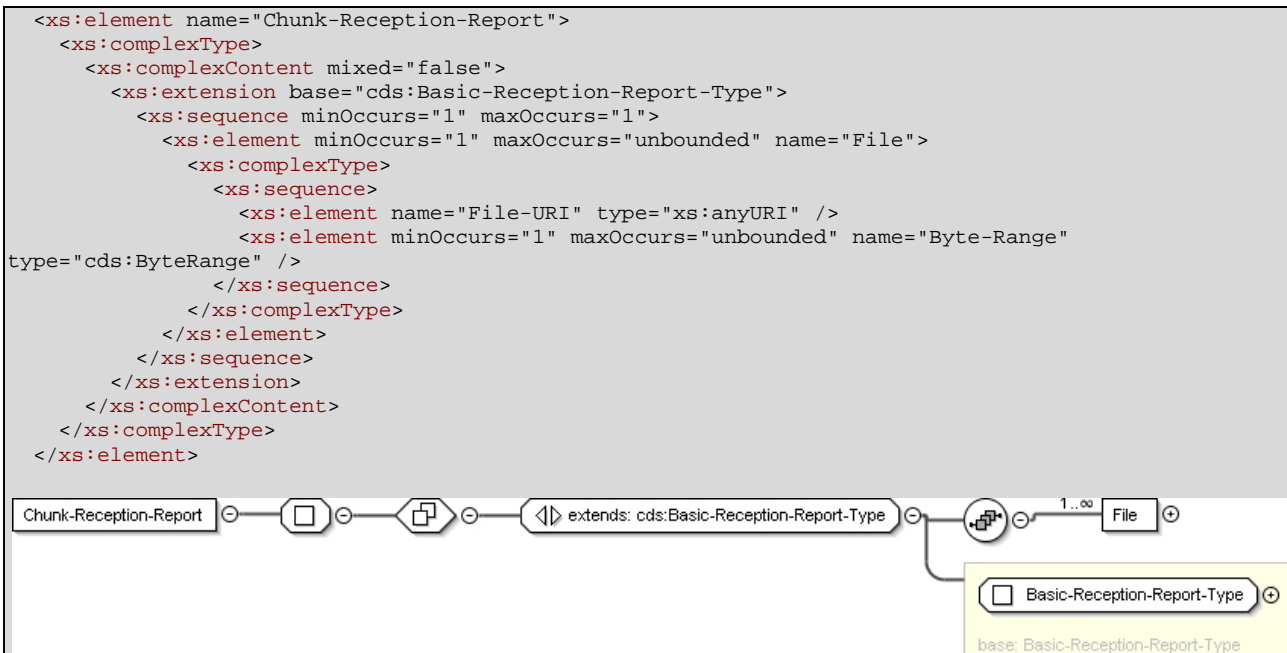 <xs:element name="Chunk-Reception-Report">
<xs:complexType>
<xs:complexContent mixed="false">
<xs:extension base="cds:Basic-Reception-Report-Type">
<xs:sequence minOccurs="1" maxOccurs="1">
<xs:element minOccurs="1" maxOccurs="unbounded" name="File">
<xs:complexType>
<xs:sequence>
<xs:element name="File-URI" type="xs:anyURI" />
<xs:element minOccurs="1" maxOccurs="unbounded" name="Byte-Range"
type="cds:ByteRange" />
</xs:sequence>
</xs:complexType>
</xs:element>
</xs:sequence>
</xs:extension>
</xs:complexContent>
</xs:complexType>
</xs:element>
Chunk-Reception-Report
extends: cds:Basic-Reception-Report-Type
1..∞
File
Basic-Reception-Report-Type
base: Basic-Reception-Report-Type